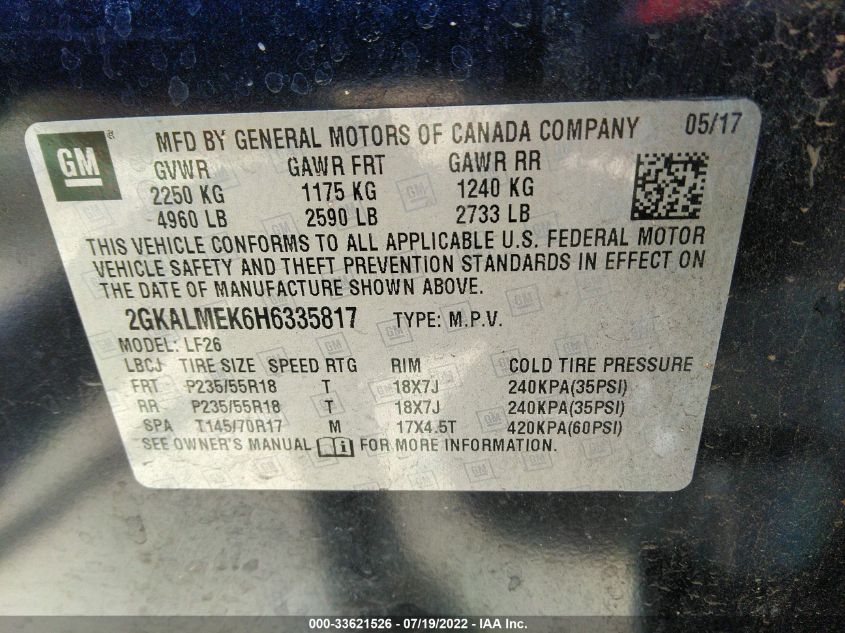 GM ® MFD BY GENERAL MOTORS OF CANADA COMPANY 05/17
GVWR GAWR FRT GAWR RR
2250 KG 1175 KG 1240 KG
4960 LB 2590 LB 2733 LB
THIS VEHICLE CONFORMS TO ALL APPLICABLE U.S. FEDERAL MOTOR
VEHICLE SAFETY AND THEFT PREVENTION STANDARDS IN EFFECT ON
THE DATE OF MANUFACTURE SHOWN ABOVE.
2GKALMEK6H6335817 TYPE: M.P.V.
MODEL: LF26
LBCJ TIRE SIZE SPEED RTG RIM COLD TIRE PRESSURE
FRT P235/55R18 T 18X7J 240KPA(35PSI)
RR P235/55R18 T 18X7J 240KPA(35PSI)
SPA T145/70R17 M 17X4.5T 420KPA(60PSI)
SEE OWNER'S MANUAL FOR MORE INFORMATION.
000-33621526 - 07/19/2022 - IAA Inc.